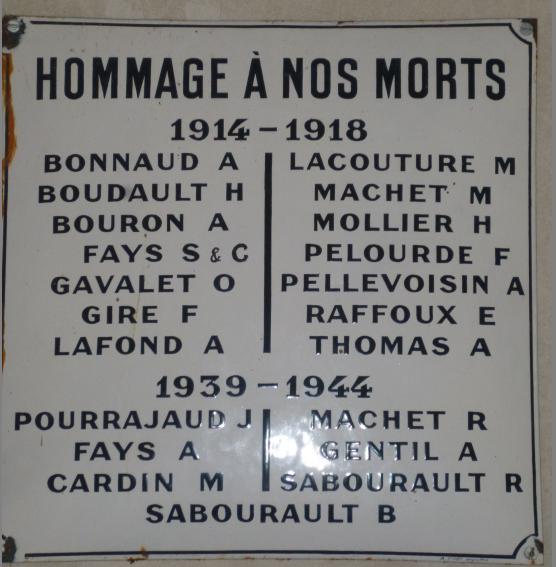 HOMMAGE À NOS MORTS
1914 – 1918
BONNAUD A
BOUDAULT H
BOURON A
FAYS S & C
GAVALET O
GIRE F
LAFOND A
LACOUTURE M
MACHET M
MOLLIER H
PELOURDE F
PELLEVOISIN A
RAFFOUX E
THOMAS A
1939 – 1944
POURRAJAUD J
FAYS A
CARDIN M
MACHET R
GENTIL A
SABOURAULT R
SABOURAULT B